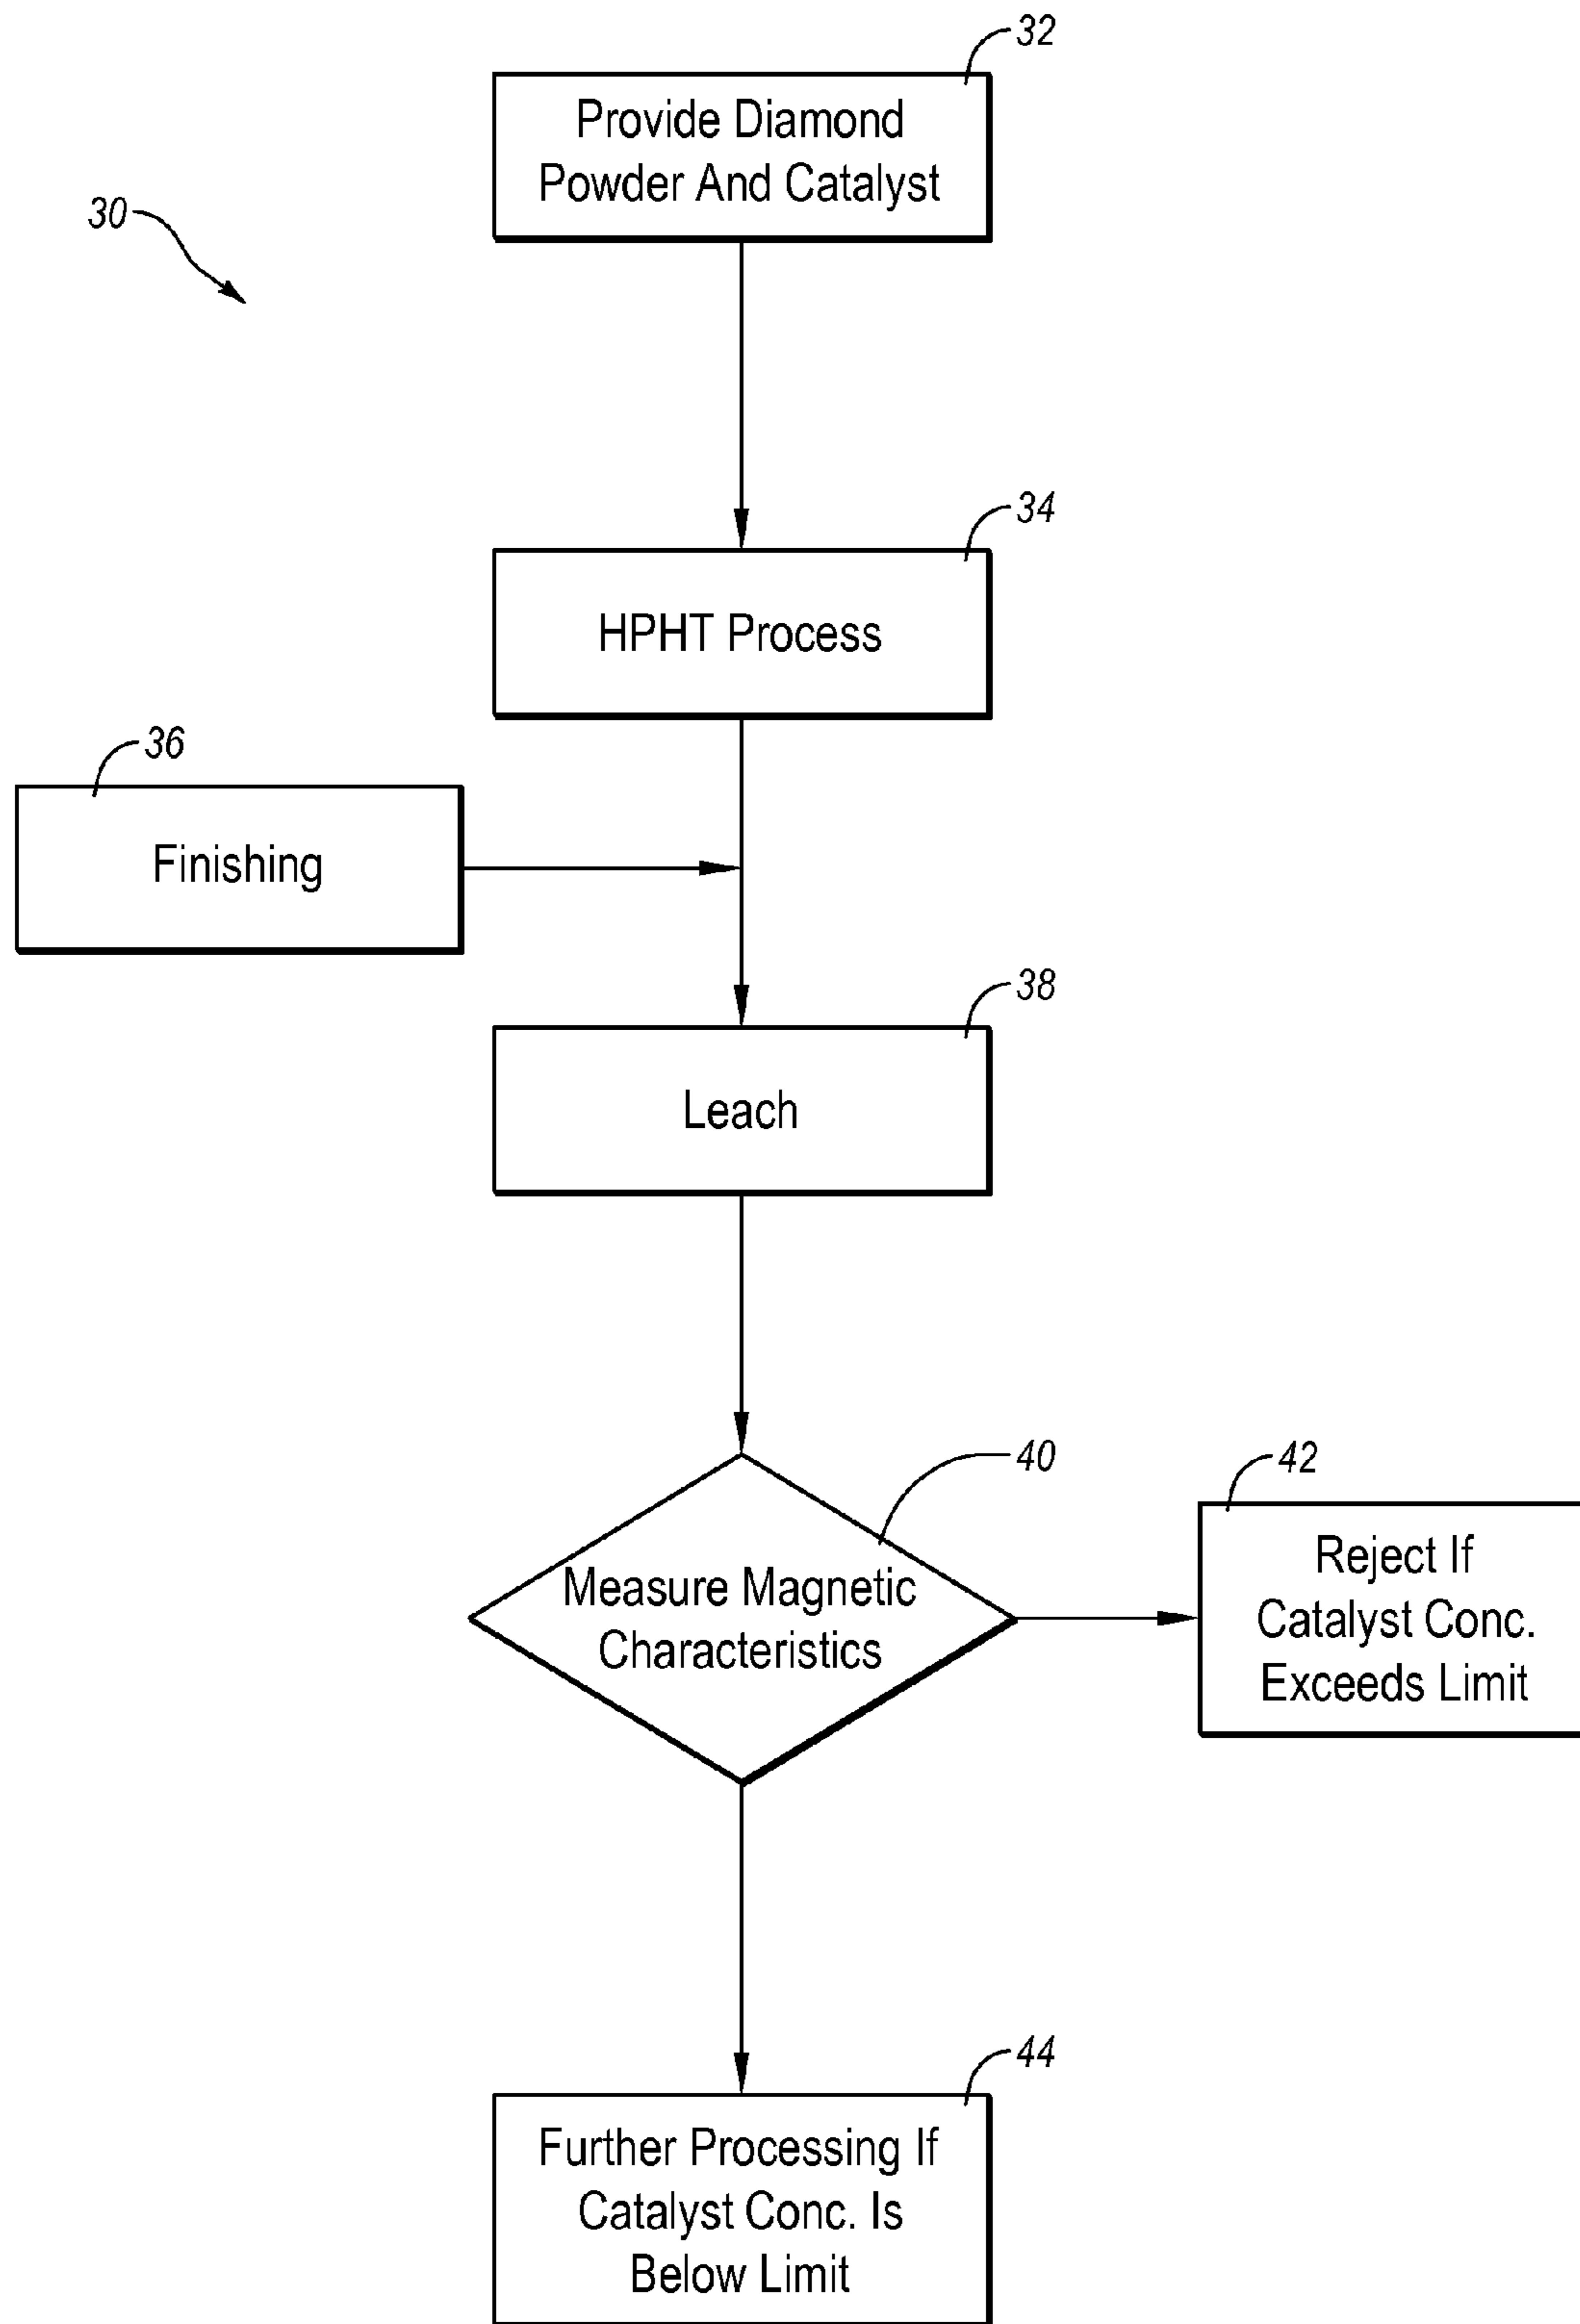 32
Provide Diamond
Powder And Catalyst
30
34
HPHT Process
36
Finishing
38
Leach
40
Measure Magnetic
Characteristics
42
Reject If
Catalyst Conc.
Exceeds Limit
44
Further Processing If
Catalyst Conc. Is
Below Limit